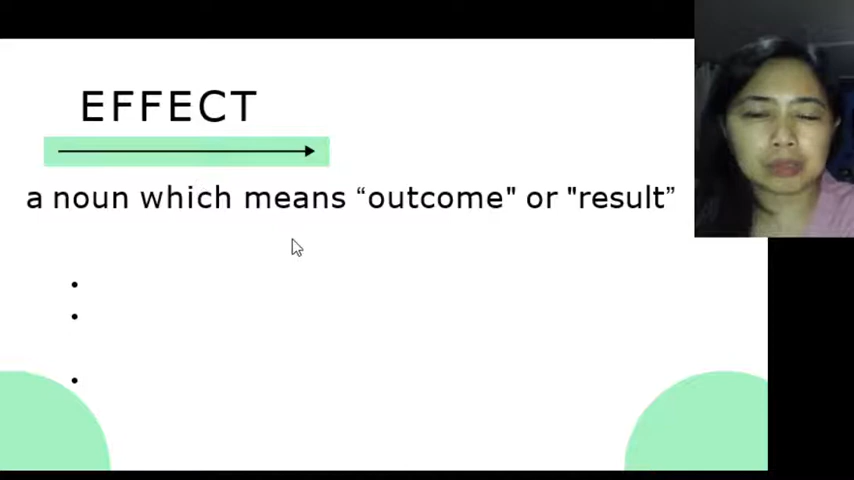 EFFECT
a noun which means “outcome" or "result”